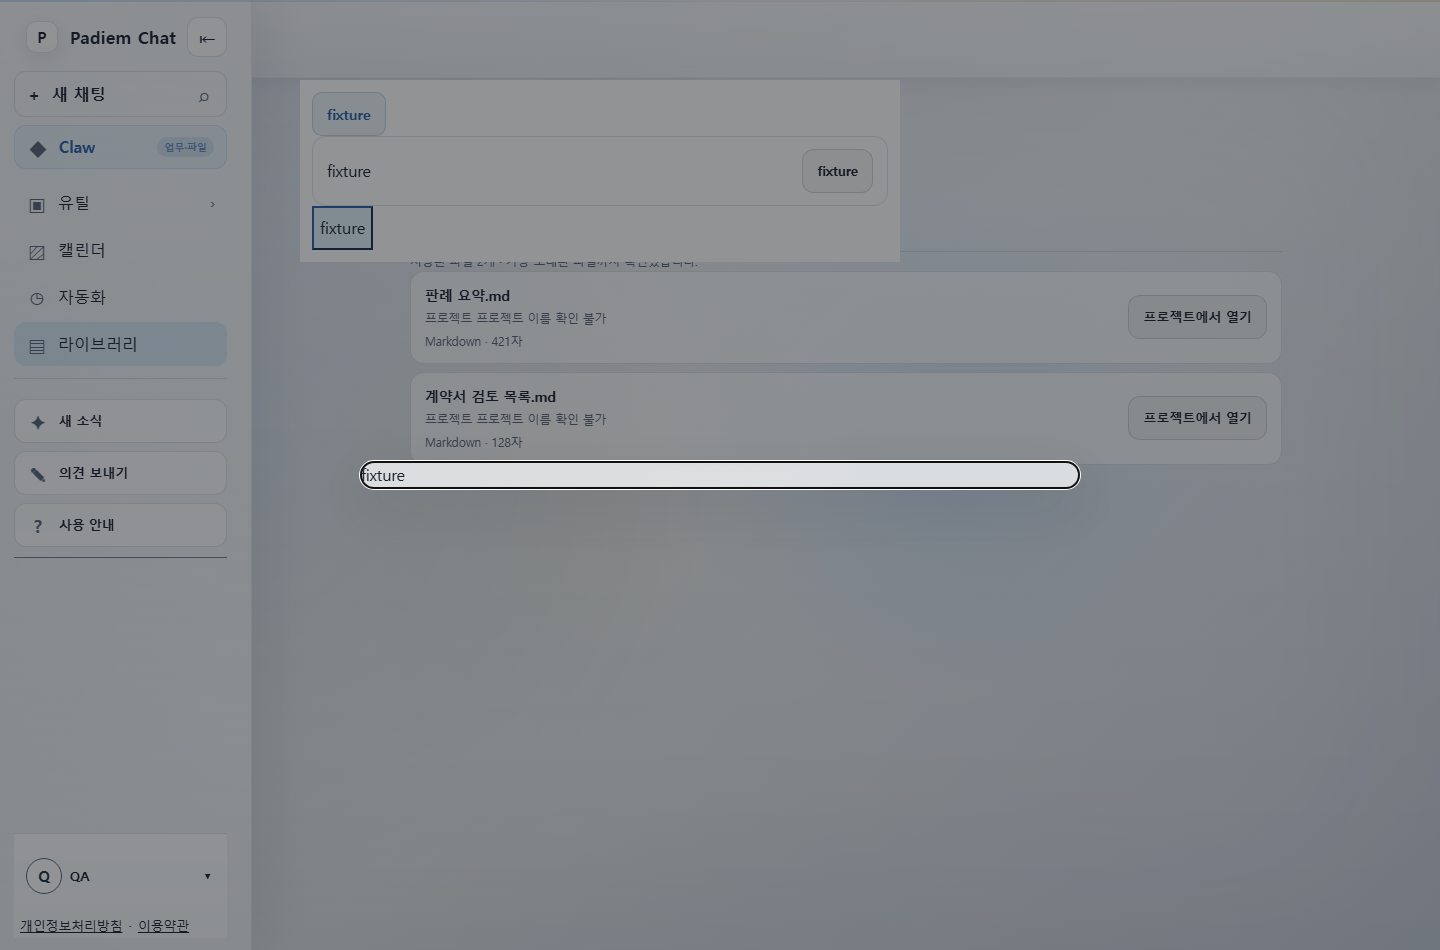 P Padiem Chat
+ 새 채팅
Claw 업무·파일
유틸
캘린더
자동화
라이브러리
새 소식
의견 보내기
? 사용 안내
Q QA
개인정보처리방침 · 이용약관
fixture
fixture fixture
fixture
판례 요약.md
프로젝트 프로젝트 이름 확인 불가
Markdown · 421자
프로젝트에서 열기
계약서 검토 목록.md
프로젝트 프로젝트 이름 확인 불가
Markdown · 128자
프로젝트에서 열기
fixture